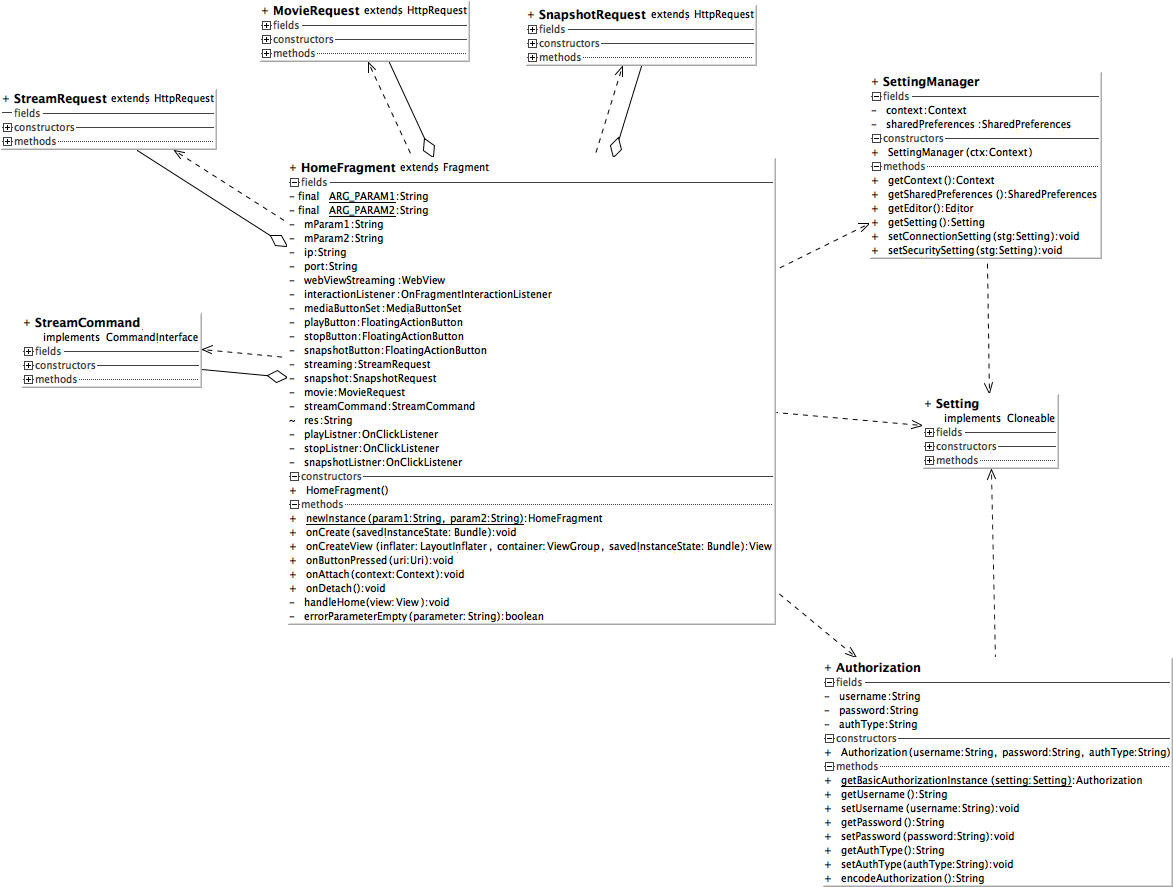 + MovieRequest extends HttpRequest
fields
constructors
methods
+ SnapshotRequest extends HttpRequest
fields
constructors
methods
+ StreamRequest extends HttpRequest
fields
constructors
methods
+ SettingManager
fields
- context:Context
- sharedPreferences :SharedPreferences
constructors
+ SettingManager(ctx:Context)
methods
+ getContext():Context
+ getSharedPreferences():SharedPreferences
+ getEditor():Editor
+ getSetting():Setting
+ setConnectionSetting(stg:Setting):void
+ setSecuritySetting(stg:Setting):void
+ HomeFragment extends Fragment
fields
- final ARG_PARAM1:String
- final ARG_PARAM2:String
- mParam1:String
- mParam2:String
- ip:String
- port:String
- webViewStreaming :WebView
- interactionListener:OnFragmentInteractionListener
- mediaButtonSet:MediaButtonSet
- playButton:FloatingActionButton
- stopButton:FloatingActionButton
- snapshotButton:FloatingActionButton
- streaming:StreamRequest
- snapshot:SnapshotRequest
- movie:MovieRequest
- streamCommand:StreamCommand
~ res:String
- playListner:OnClickListener
- stopListner:OnClickListener
- snapshotListner:OnClickListener
constructors
+ HomeFragment()
methods
+ newInstance(param1:String, param2:String):HomeFragment
+ onCreate(savedInstanceState: Bundle):void
+ onCreateView(inflater: LayoutInflater, container:ViewGroup, savedInstanceState: Bundle):View
+ onButtonPressed(uri:Uri):void
+ onAttach(context:Context):void
+ onDetach():void
- handleHome(view:View):void
- errorParameterEmpty(parameter:String):boolean
+ StreamCommand
implements CommandInterface
fields
constructors
methods
+ Setting
implements Cloneable
fields
constructors
methods
+ Authorization
fields
- username:String
- password:String
- authType:String
constructors
+ Authorization(username:String, password:String, authType:String)
methods
+ getBasicAuthorizationInstance(setting:Setting):Authorization
+ getUsername():String
+ setUsername(username:String):void
+ getPassword():String
+ setPassword(password:String):void
+ getAuthType():String
+ setAuthType(authType:String):void
+ encodeAuthorization():String